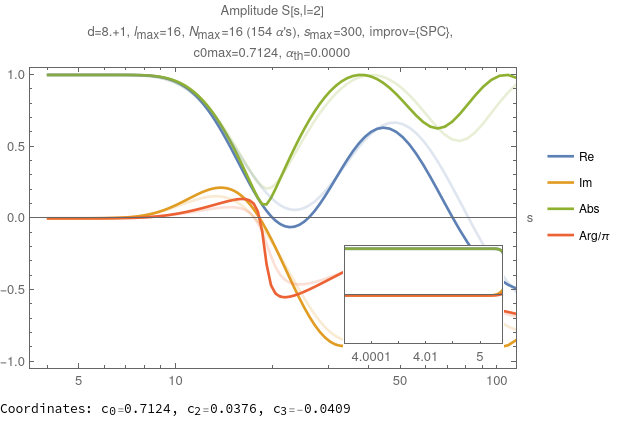 Amplitude S[s,l=2]
d=8.+1, lmax=16, Nmax=16 (154 α's), smax=300, improv={SPC},
c0max=0.7124, αth=0.0000
1.0
0.5
0.0
-0.5
-1.0
5
10
50
100
s
4.0001
4.01
5
Re
Im
Abs
Arg/π
Coordinates: c0=0.7124, c2=0.0376, c3=-0.0409